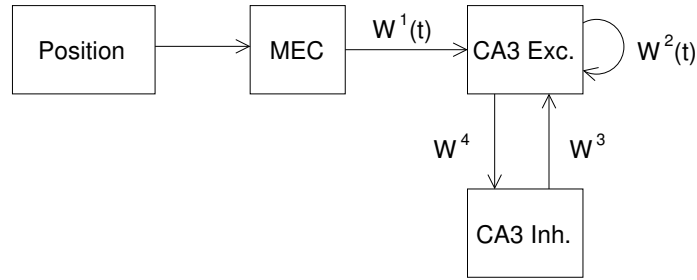 Position
MEC
W¹(t)
CA3 Exc.
W²(t)
W⁴
W³
CA3 Inh.